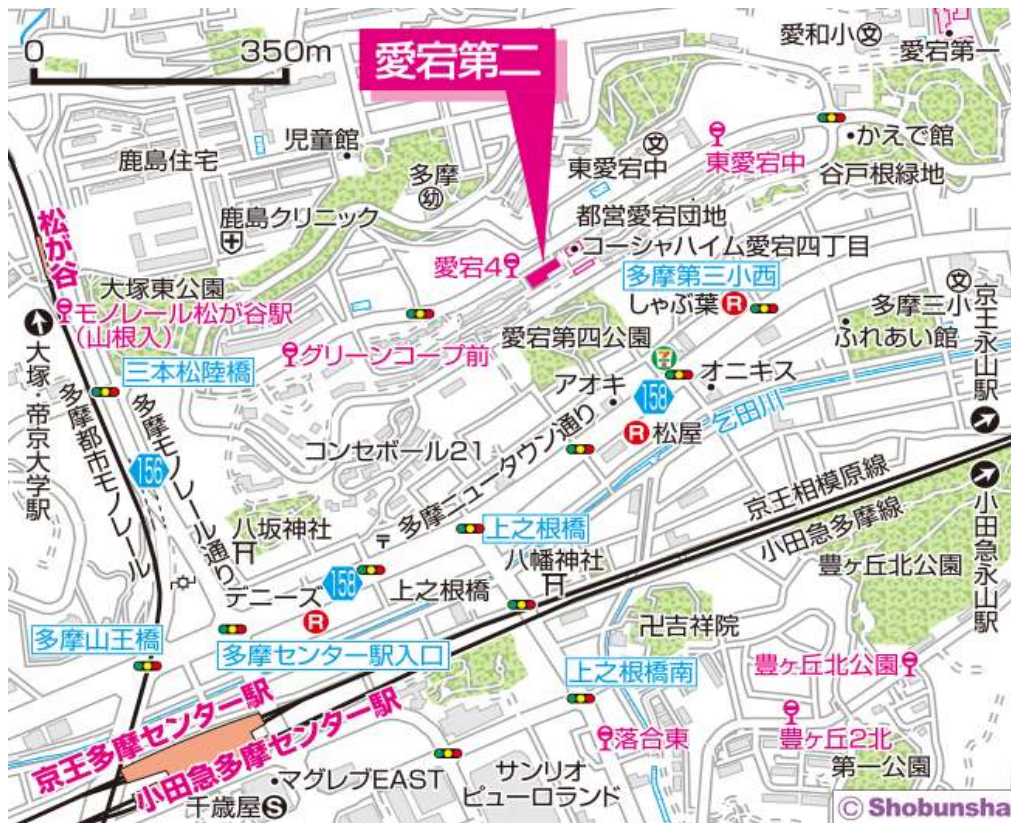 0 350m
愛宕第二
愛和小
文
愛宕第一
児童館
鹿島住宅
多摩
幼
東愛宕中
文
東愛宕中
かえで館
谷戸根緑地
鹿島クリニック
都営愛宕団地
コーシャハイム愛宕四丁目
愛宕4
松が谷
大塚東公園
モノレール松が谷駅
(山根入)
多摩第三小西
しゃぶ葉
R
文
多摩三小
ふれあい館
京王永山駅
愛宕第四公園
グリーンコープ前
大塚・帝京大学駅
三本松陸橋
アオキ
7
オニキス
158
R
松屋
乞田川
多摩都市モノレール
多摩モノレール通り
156
コンセボール21
多摩ニュータウン通り
京王相模原線
小田急多摩線
小田急永山駅
八坂神社
〒
上之根橋
八幡神社
豊ヶ丘北公園
158
デニーズ
R
上之根橋
卍吉祥院
多摩山王橋
多摩センター駅入口
上之根橋南
豊ヶ丘北公園
京王多摩センター駅
小田急多摩センター駅
落合東
豊ヶ丘2北
第一公園
マグレブEAST
千歳屋
S
サンリオ
ピューロランド
© Shobunsha